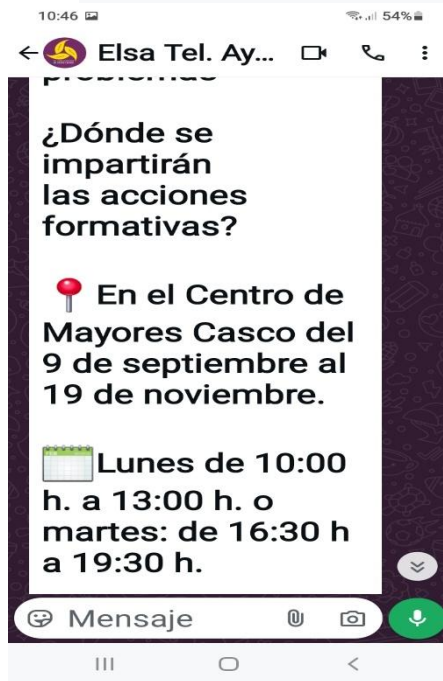 10:46 54%
Elsa Tel. Ay...
¿Dónde se
impartirán
las acciones
formativas?
En el Centro de
Mayores Casco del
9 de septiembre al
19 de noviembre.
Lunes de 10:00
h. a 13:00 h. o
martes: de 16:30 h
a 19:30 h.
Mensaje